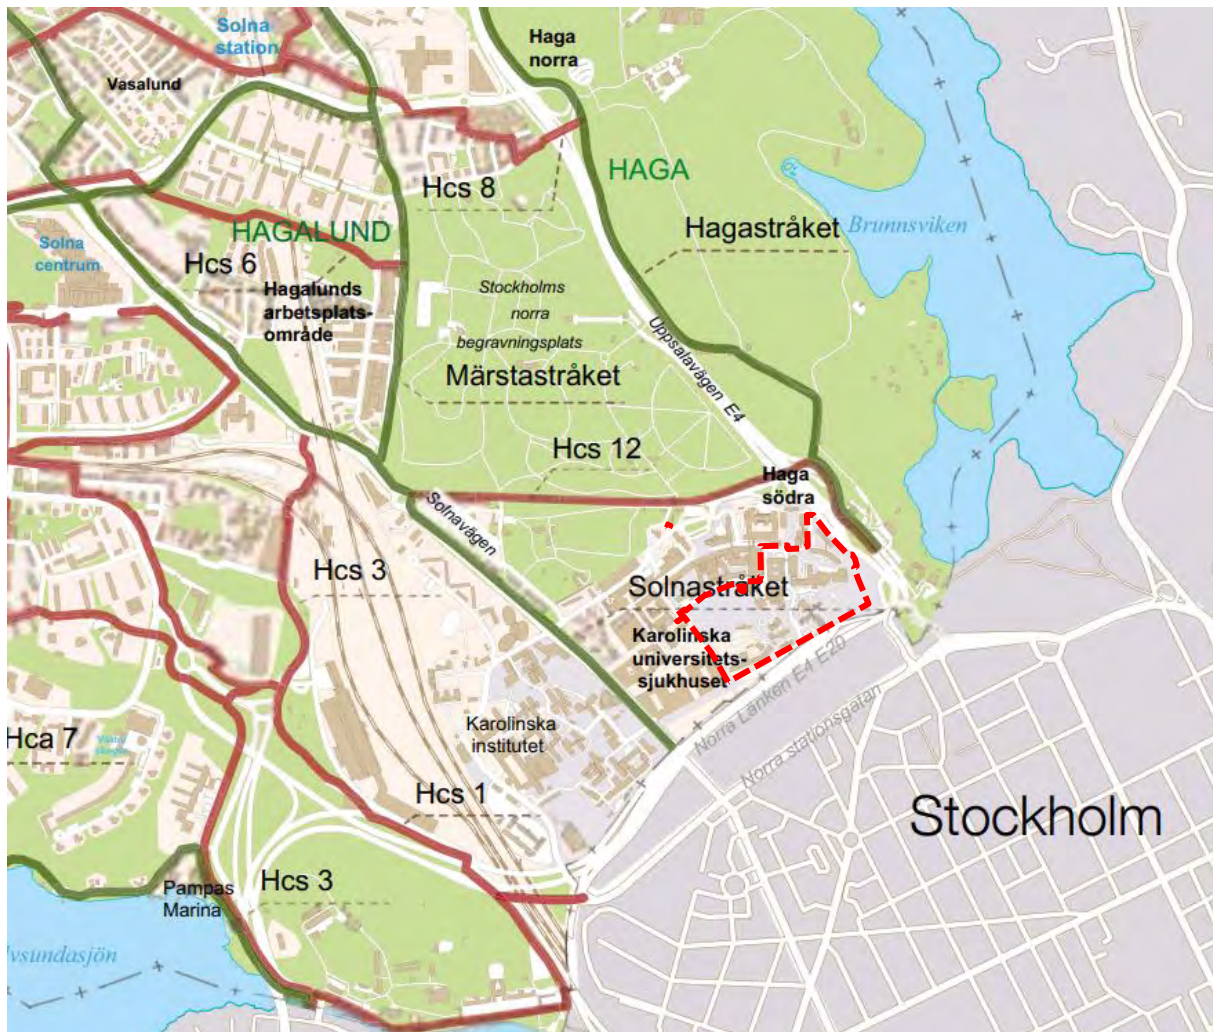 Solna
station
Haga
norra
Vasalund
HAGA
Hcs 8
Hagastråket
Brunnsviken
HAGALUND
Solna
centrum
Hcs 6
Hagalunds
arbetsplats-
område
Stockholms
norra
begravningsplats
Uppsalavägen E4
Märstastråket
Hcs 12
Haga
södra
Solnavägen
Hcs 3
Solnastråket
Karolinska
universitets-
sjukhuset
Norra Länken E4 E20
Karolinska
institutet
Norra stationsgatan
Hca 7
Hcs 1
Stockholm
Hcs 3
Pampas
Marina
vsundasjön